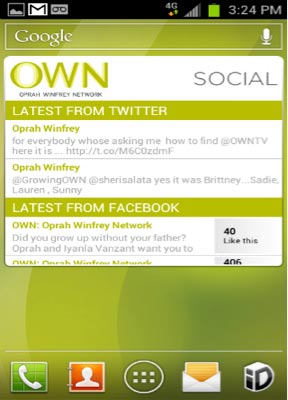 4G
3:24 PM
Google
OWN
OPRAH WINFREY NETWORK
SOCIAL
LATEST FROM TWITTER
Oprah Winfrey
for everybody whose asking me how to find @OWNTV
here it is ... http://t.co/M6C0zdmF
Oprah Winfrey
@GrowingOWN @sherisalata yes it was Brittney...Sadie,
Lauren , Sunny
LATEST FROM FACEBOOK
OWN: Oprah Winfrey Network
Did you grow up without your father?
Oprah and Iyanla Vanzant want you to
40
Like this
OWN: Oprah Winfrey Network
406
iD